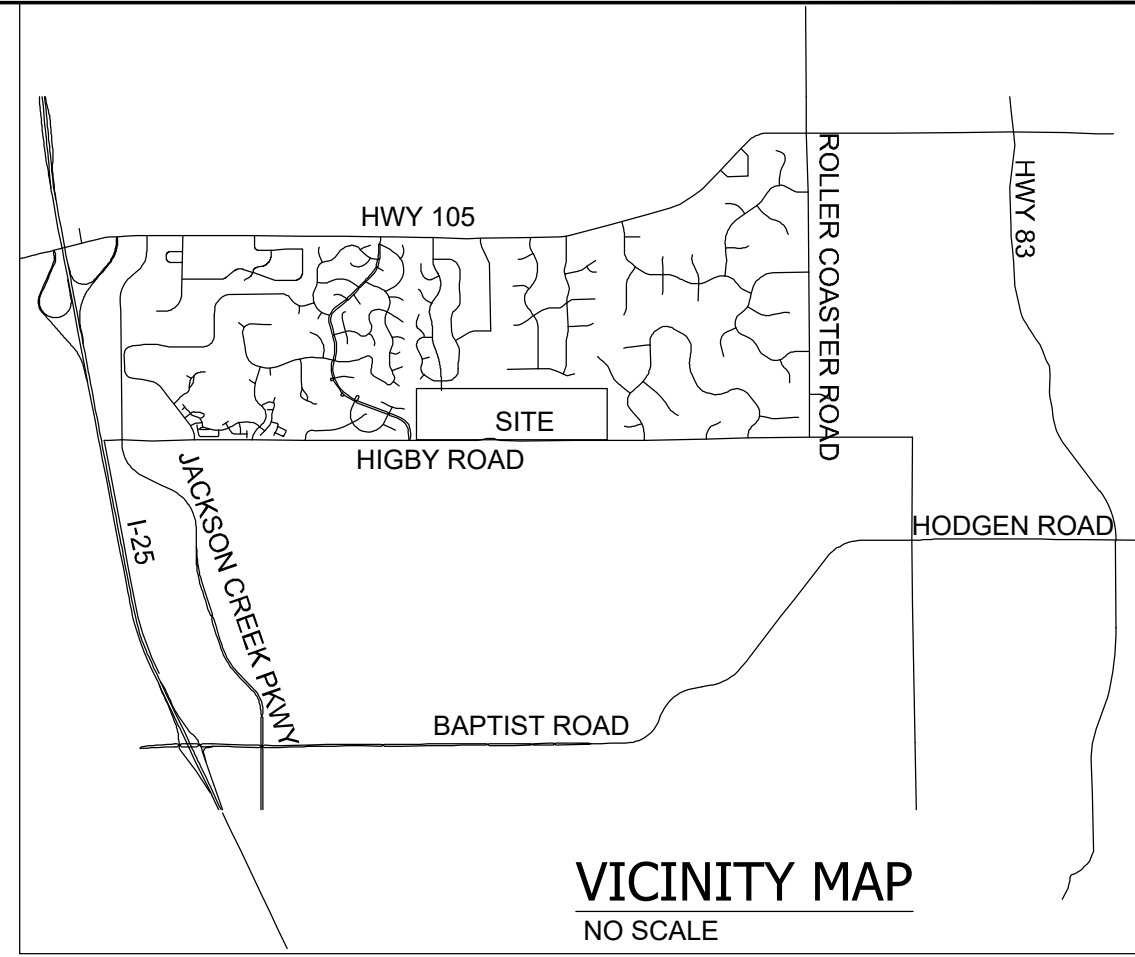 HWY 105
ROLLER COASTER ROAD
HWY 83
SITE
HIGBY ROAD
JACKSON CREEK PKWY
I-25
HODGEN ROAD
BAPTIST ROAD
VICINITY MAP
NO SCALE